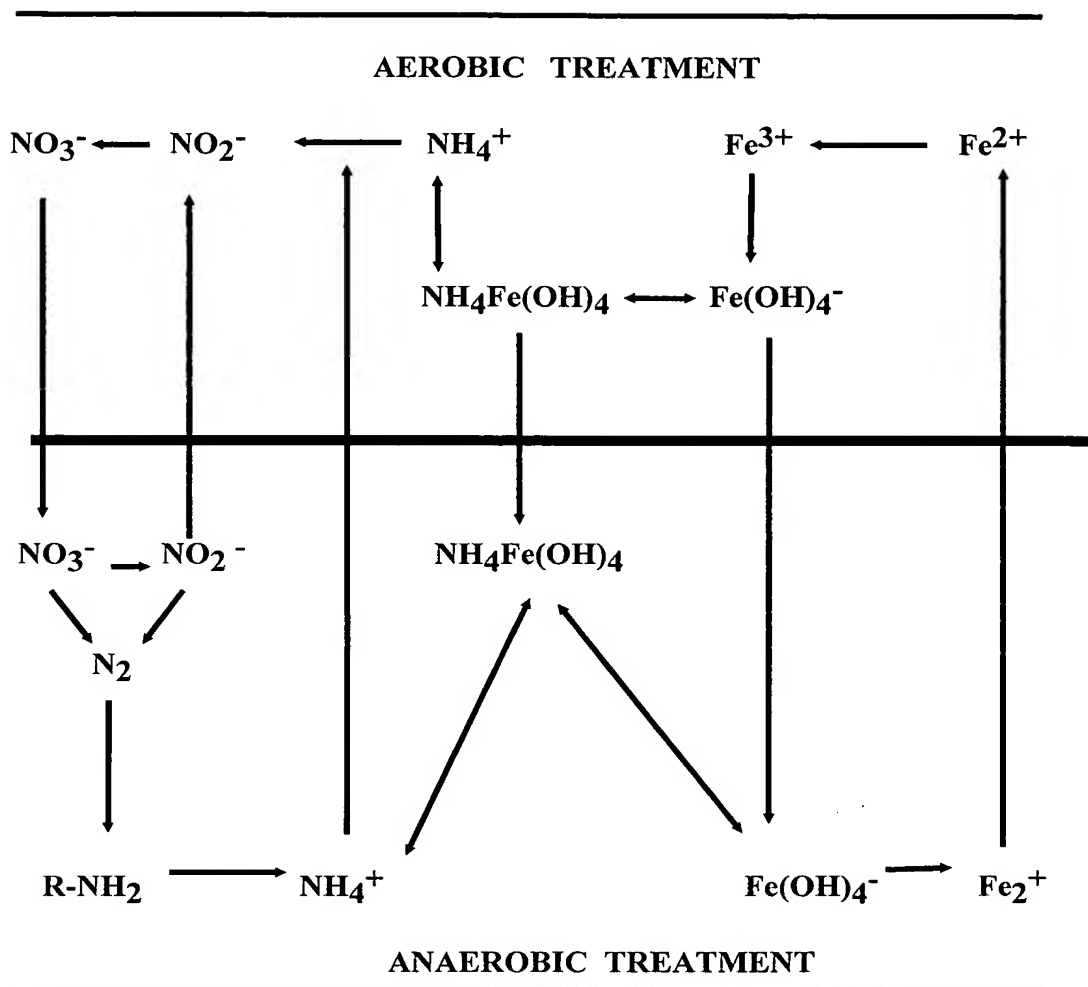 AEROBIC TREATMENT
NO₃⁻ NO₂⁻ NH₄⁺ Fe³⁺ Fe²⁺
NH₄Fe(OH)₄ Fe(OH)₄⁻
NO₃⁻ NO₂⁻ NH₄Fe(OH)₄
N₂
R-NH₂ NH₄⁺ Fe(OH)₄⁻ Fe₂⁺
ANAEROBIC TREATMENT